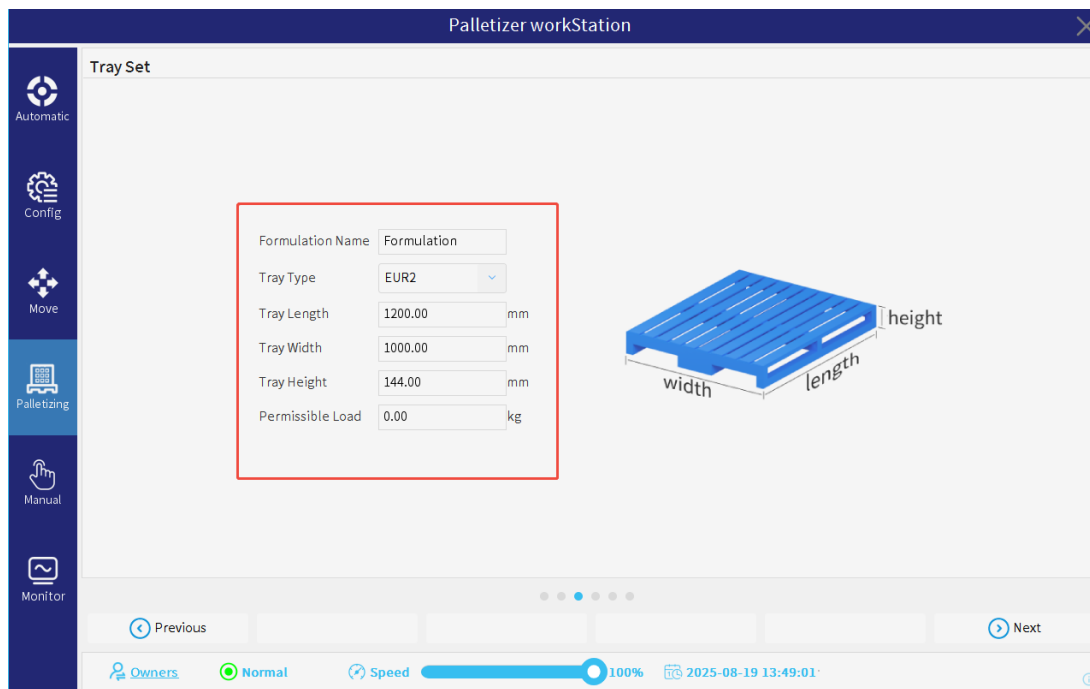 Palletizer workStation
Tray Set
Automatic
Config
Move
Palletizing
Manual
Monitor
Formulation Name Formulation
Tray Type EUR2
Tray Length 1200.00 mm
Tray Width 1000.00 mm
Tray Height 144.00 mm
Permissible Load 0.00 kg
height
width
length
Previous
Next
Owners Normal Speed 100% 2025-08-19 13:49:01